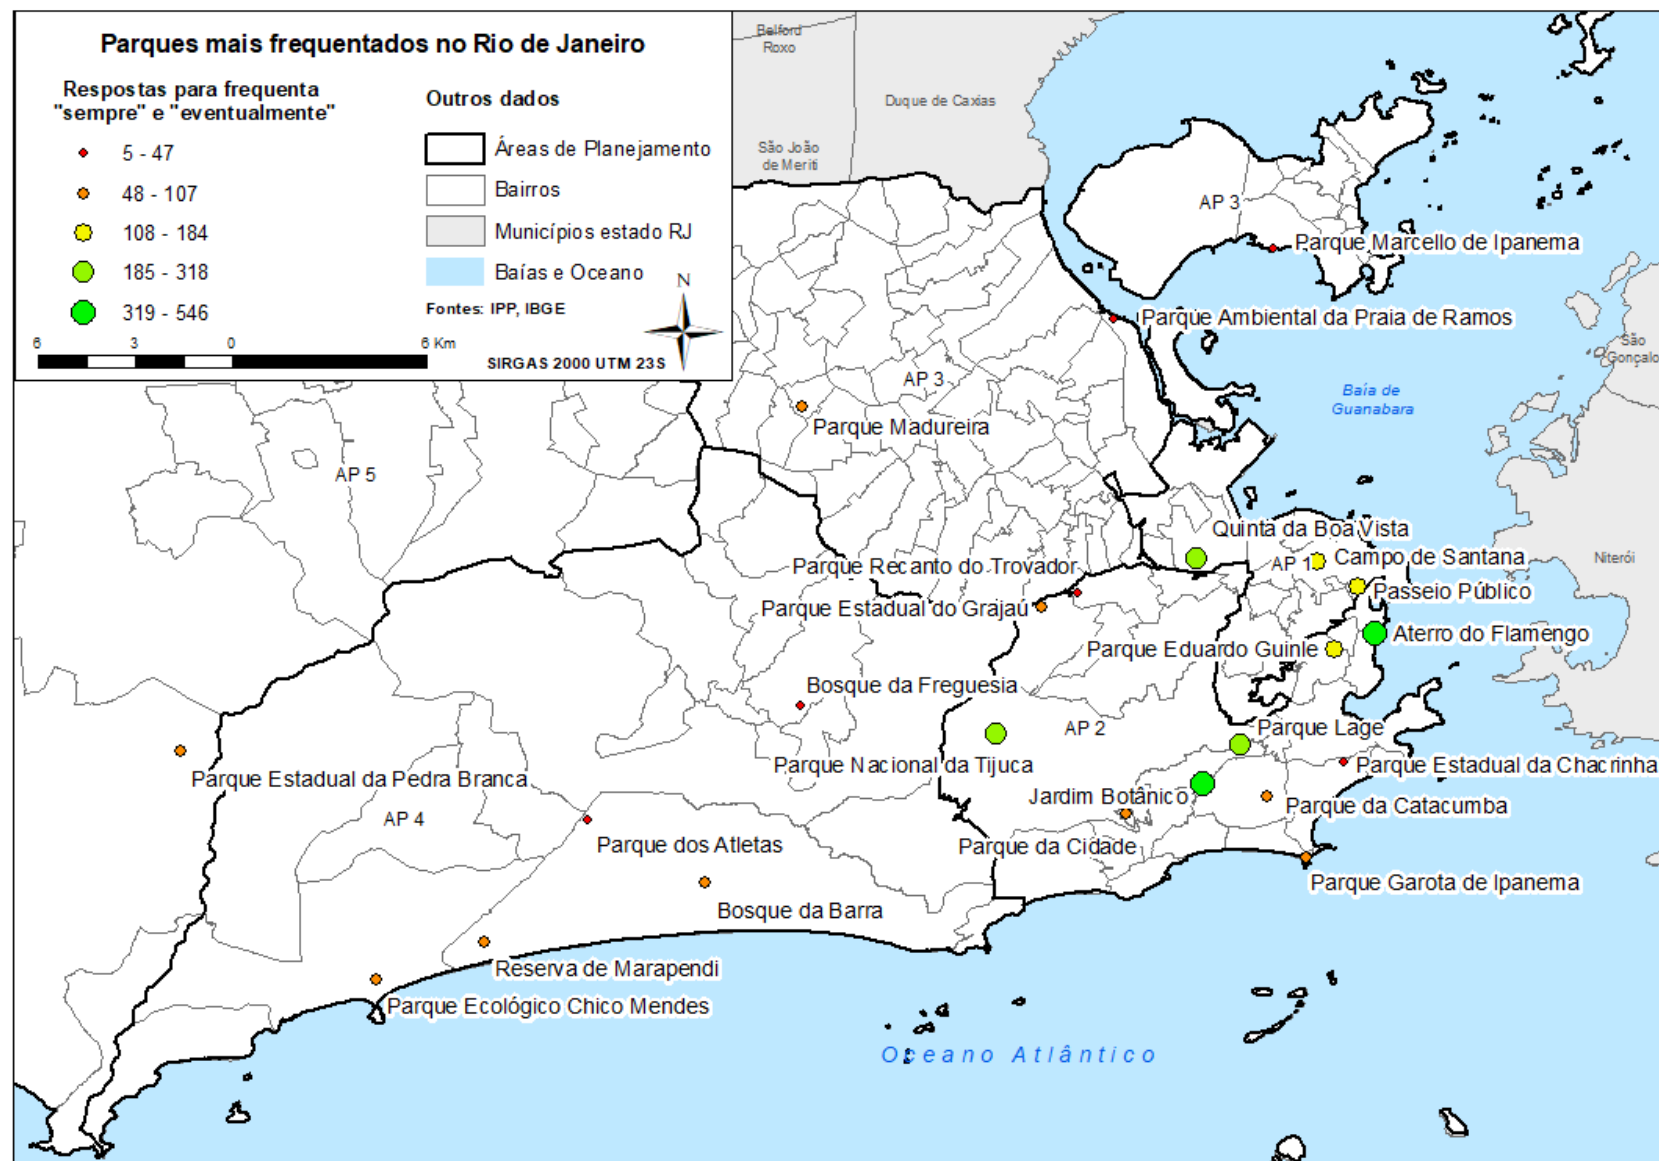 Parques mais frequentados no Rio de Janeiro
Respostas para frequenta
"sempre" e "eventualmente"
5 - 47
48 - 107
108 - 184
185 - 318
319 - 546
Outros dados
Áreas de Planejamento
Bairros
Municípios estado RJ
Baías e Oceano
Fontes: IPP, IBGE
N
6 3 0 6 Km
SIRGAS 2000 UTM 23S
Belford
Roxo
Duque de Caxias
São João
de Meriti
AP 3
Parque Marcello de Ipanema
Parque Ambiental da Praia de Ramos
São
Gonçalo
AP 3
Baía de
Guanabara
Parque Madureira
AP 5
Quinta da Boa Vista
Niterói
AP 1
Campo de Santana
Parque Recanto do Trovador
Passeio Público
Parque Estadual do Grajaú
Aterro do Flamengo
Parque Eduardo Guinle
Bosque da Freguesia
AP 2
Parque Lage
Parque Nacional da Tijuca
Parque Estadual da Chacrinha
Parque Estadual da Pedra Branca
Jardim Botânico
Parque da Catacumba
AP 4
Parque dos Atletas
Parque da Cidade
Parque Garota de Ipanema
Bosque da Barra
Reserva de Marapendi
Parque Ecológico Chico Mendes
Oceano Atlântico